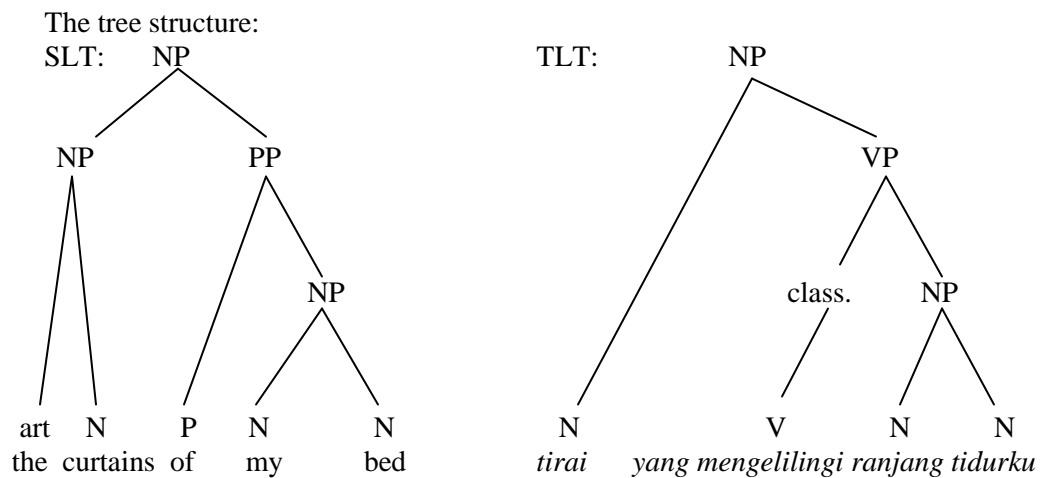 The tree structure:
SLT: NP TLT: NP
NP PP VP
NP class. NP
art N P N N N V N N
the curtains of my bed tirai yang mengelilingi ranjang tidurku